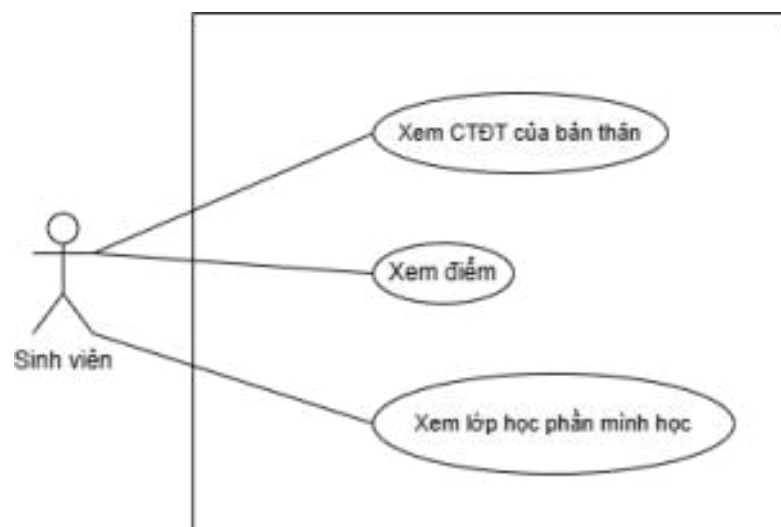 Xem CTĐT của bản thân
Xem điểm
Sinh viên
Xem lớp học phần mình học